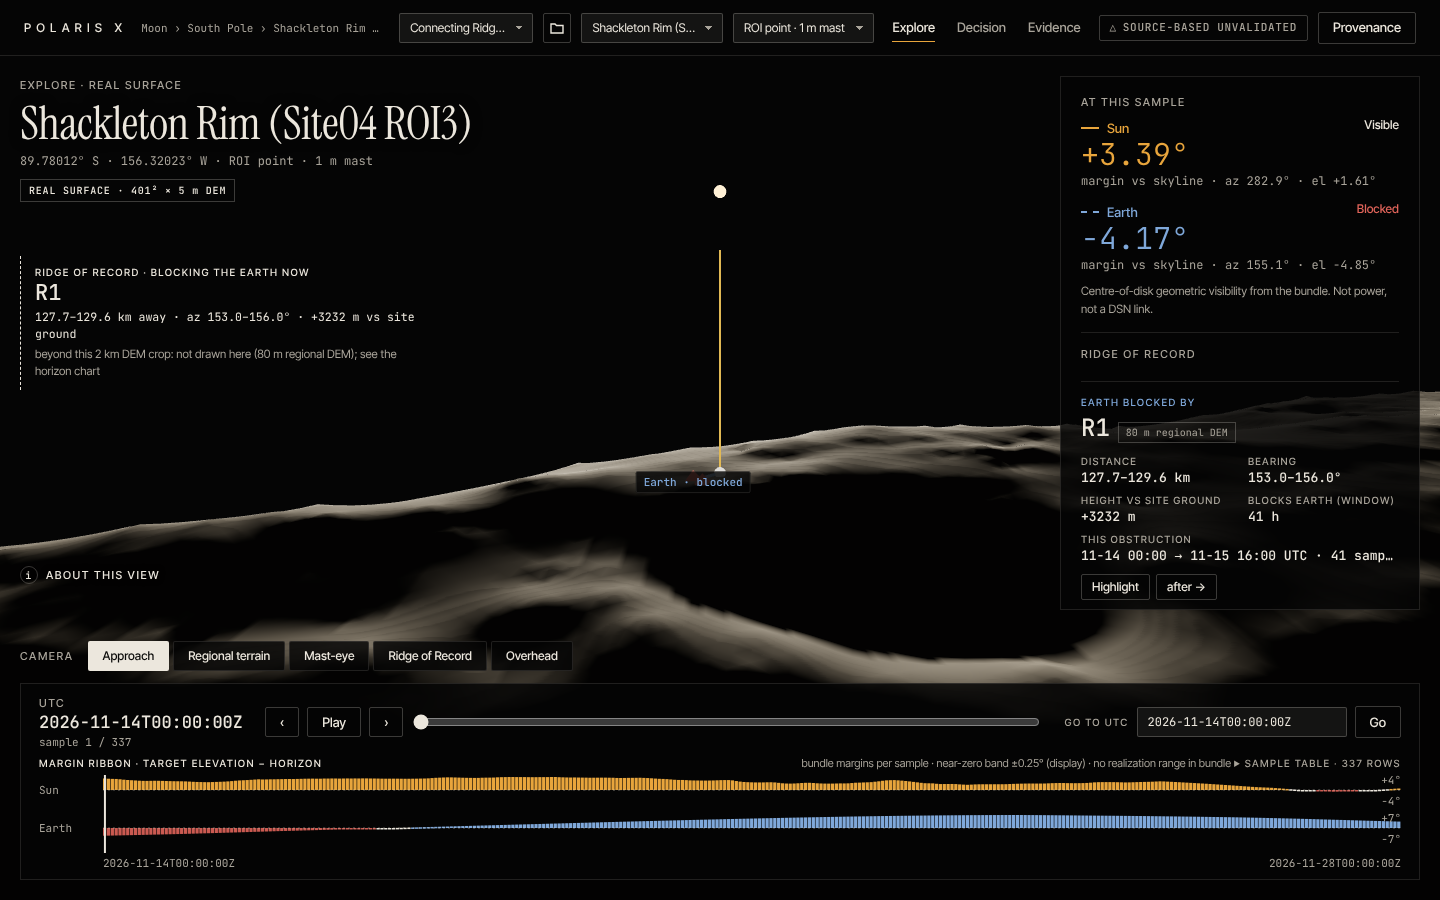 POLARIS X
Moon › South Pole › Shackleton Rim …
Connecting Ridg…
Shackleton Rim (S…
ROI point · 1 m mast
Explore
Decision
Evidence
△ SOURCE-BASED UNVALIDATED
Provenance
EXPLORE · REAL SURFACE
Shackleton Rim (Site04 ROI3)
89.78012° S · 156.32023° W · ROI point · 1 m mast
REAL SURFACE · 401² × 5 m DEM
RIDGE OF RECORD · BLOCKING THE EARTH NOW
R1
127.7–129.6 km away · az 153.0–156.0° · +3232 m vs site
ground
beyond this 2 km DEM crop: not drawn here (80 m regional DEM); see the
horizon chart
Earth · blocked
AT THIS SAMPLE
Sun
Visible
+3.39°
margin vs skyline · az 282.9° · el +1.61°
Earth
Blocked
-4.17°
margin vs skyline · az 155.1° · el -4.85°
Centre-of-disk geometric visibility from the bundle. Not power,
not a DSN link.
RIDGE OF RECORD
EARTH BLOCKED BY
R1
80 m regional DEM
DISTANCE
BEARING
127.7–129.6 km
153.0–156.0°
HEIGHT VS SITE GROUND
BLOCKS EARTH (WINDOW)
+3232 m
41 h
THIS OBSTRUCTION
11-14 00:00 → 11-15 16:00 UTC · 41 samp…
Highlight
after →
i ABOUT THIS VIEW
CAMERA
Approach
Regional terrain
Mast-eye
Ridge of Record
Overhead
UTC
2026-11-14T00:00:00Z
sample 1 / 337
‹
Play
›
GO TO UTC
2026-11-14T00:00:00Z
Go
MARGIN RIBBON · TARGET ELEVATION − HORIZON
bundle margins per sample · near-zero band ±0.25° (display) · no realization range in bundle
▶ SAMPLE TABLE · 337 ROWS
Sun
+4°
-4°
Earth
+7°
-7°
2026-11-14T00:00:00Z
2026-11-28T00:00:00Z